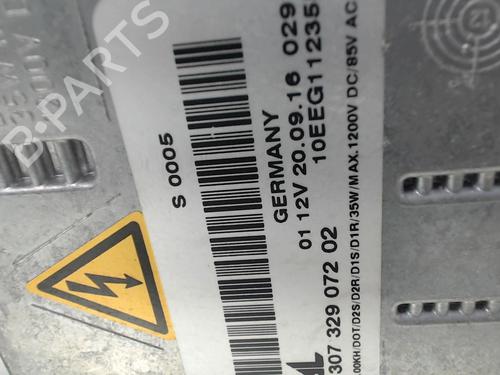 B-PARTS
S 0005
GERMANY
01 12V 20.09.16 029
10EEG11235
307 329 072 02
00KH/DOT/D2S/D2R/D1S/D1R/35W/MAX.1200V DC/85V AC